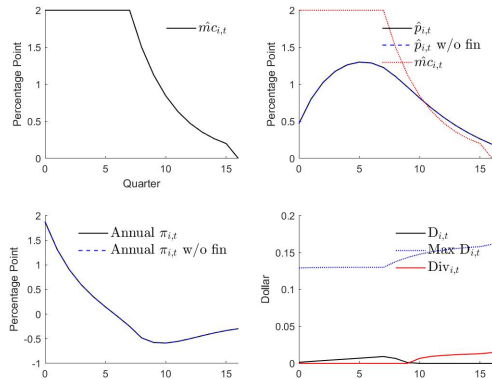 2
1.5
1
0.5
0
0 5 10 15
Percentage Point
Quarter
m̂c_{i,t}
2
1.5
1
0.5
0
0 5 10 15
Percentage Point
p̂_{i,t}
p̂_{i,t} w/o fin
m̂c_{i,t}
2
1.5
1
0.5
0
-0.5
-1
0 5 10 15
Percentage Point
Annual π_{i,t}
Annual π_{i,t} w/o fin
0.2
0.15
0.1
0.05
0
0 5 10 15
Dollar
D_{i,t}
Max D_{i,t}
Div_{i,t}